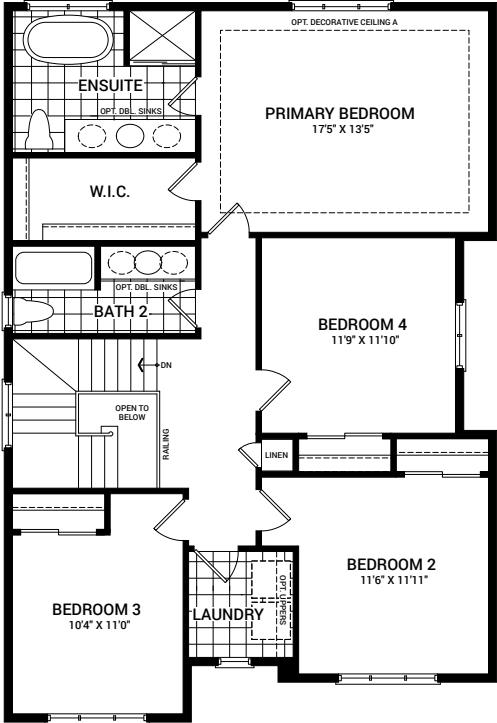 OPT. DECORATIVE CEILING A
ENSUITE
OPT. DBL. SINKS
PRIMARY BEDROOM
17'5" X 13'5"
W.I.C.
OPT. DBL. SINKS
BATH 2
BEDROOM 4
11'9" X 11'10"
DN
OPEN TO
BELOW
RAILING
LINEN
BEDROOM 2
11'6" X 11'11"
BEDROOM 3
10'4" X 11'0"
LAUNDRY
OPT. UPPERS